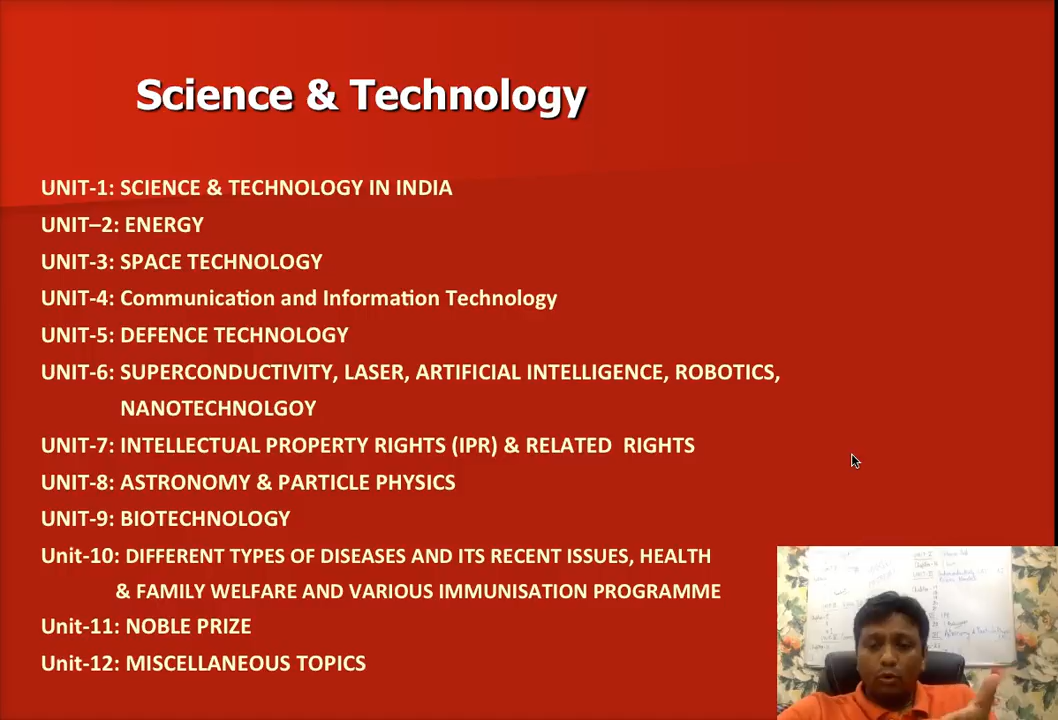 Science & Technology
UNIT-1: SCIENCE & TECHNOLOGY IN INDIA
UNIT–2: ENERGY
UNIT-3: SPACE TECHNOLOGY
UNIT-4: Communication and Information Technology
UNIT-5: DEFENCE TECHNOLOGY
UNIT-6: SUPERCONDUCTIVITY, LASER, ARTIFICIAL INTELLIGENCE, ROBOTICS,
NANOTECHNOLGOY
UNIT-7: INTELLECTUAL PROPERTY RIGHTS (IPR) & RELATED RIGHTS
UNIT-8: ASTRONOMY & PARTICLE PHYSICS
UNIT-9: BIOTECHNOLOGY
Unit-10: DIFFERENT TYPES OF DISEASES AND ITS RECENT ISSUES, HEALTH
& FAMILY WELFARE AND VARIOUS IMMUNISATION PROGRAMME
Unit-11: NOBLE PRIZE
Unit-12: MISCELLANEOUS TOPICS